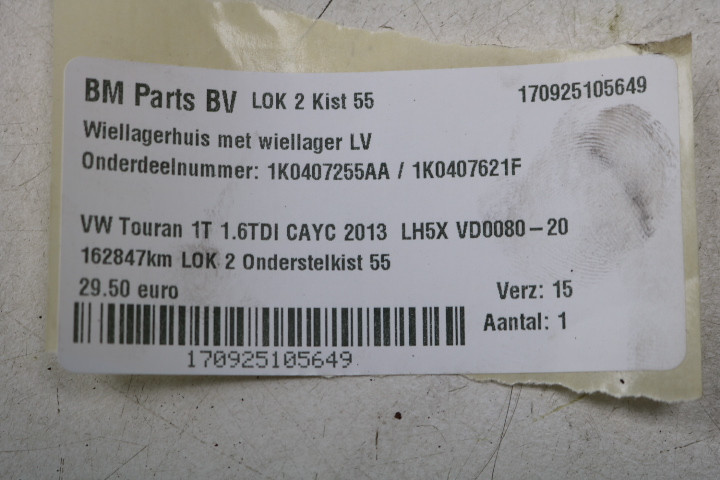 BM Parts BV LOK 2 Kist 55 170925105649
Wiellagerhuis met wiellager LV
Onderdeelnummer: 1K0407255AA / 1K0407621F
VW Touran 1T 1.6TDI CAYC 2013 LH5X VD0080-20
162847km LOK 2 Onderstelkist 55
29.50 euro Verz: 15
Aantal: 1
170925105649